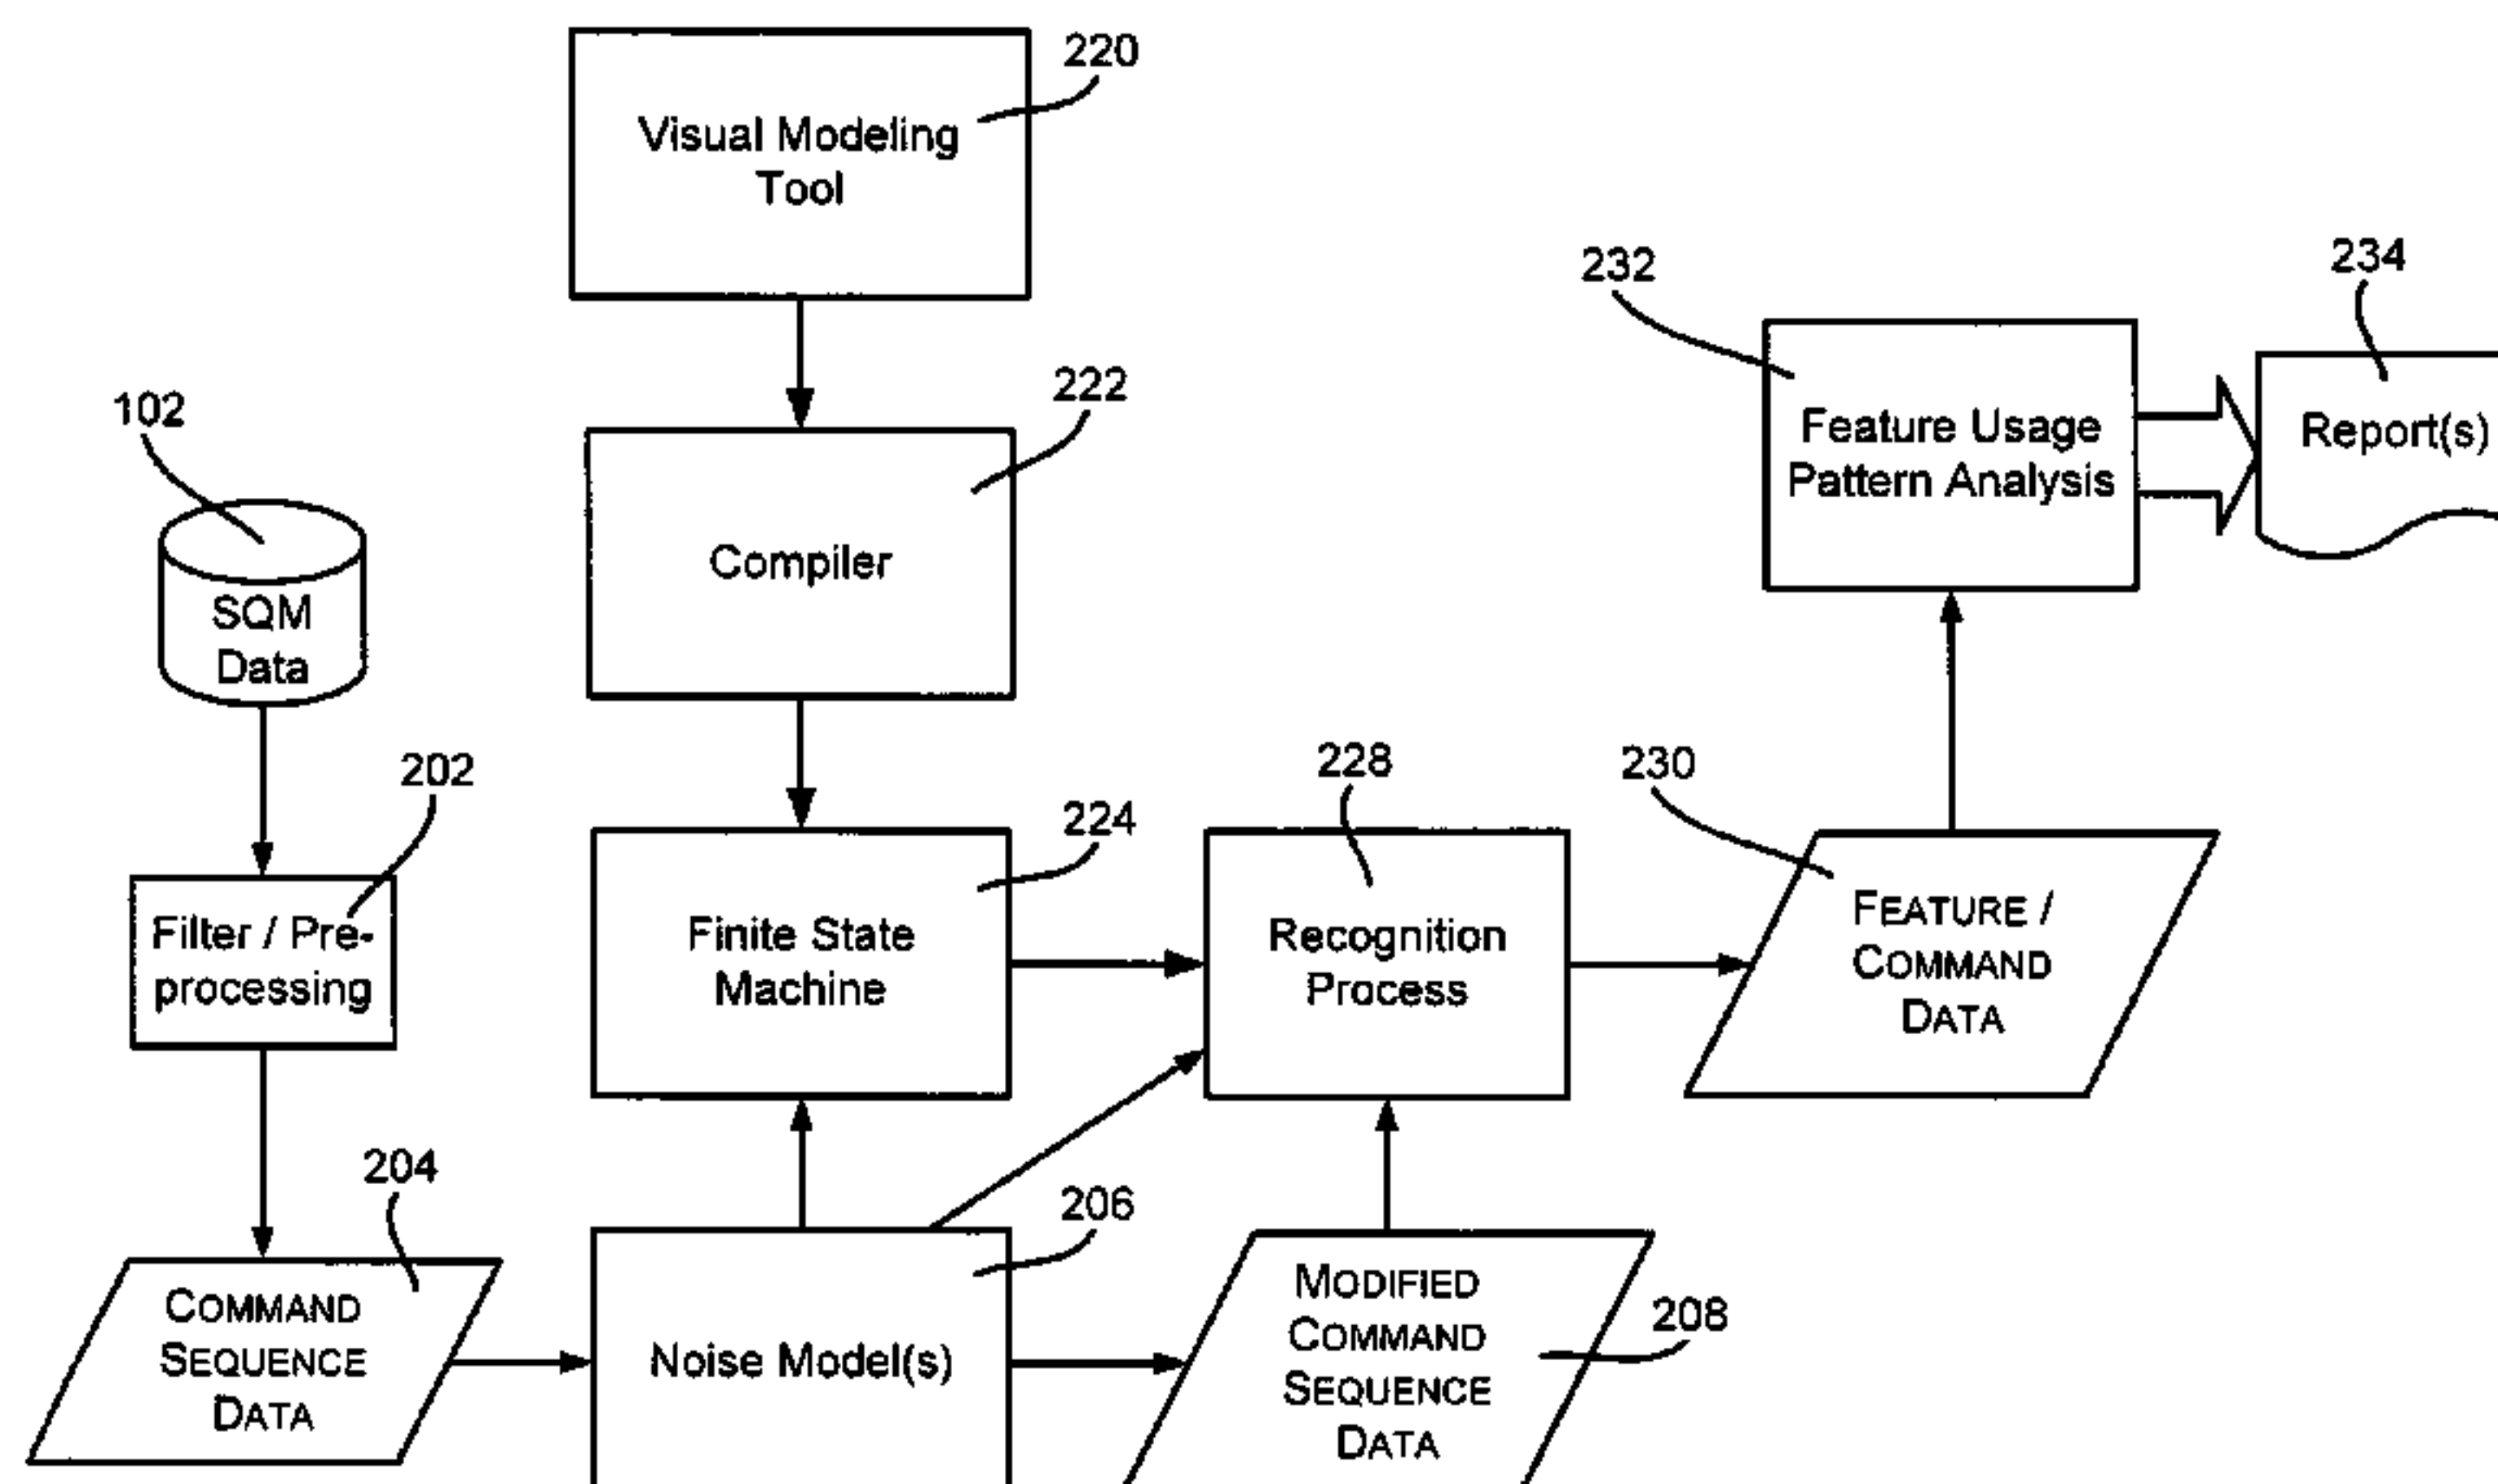 220
Visual Modeling
Tool
232
234
102
222
Feature Usage
Pattern Analysis
Report(s)
Compiler
SQM
Data
202
224
228
230
Filter / Pre-
processing
Finite State
Machine
Recognition
Process
FEATURE /
COMMAND
DATA
204
206
COMMAND
SEQUENCE
DATA
Noise Model(s)
MODIFIED
COMMAND
SEQUENCE
DATA
208